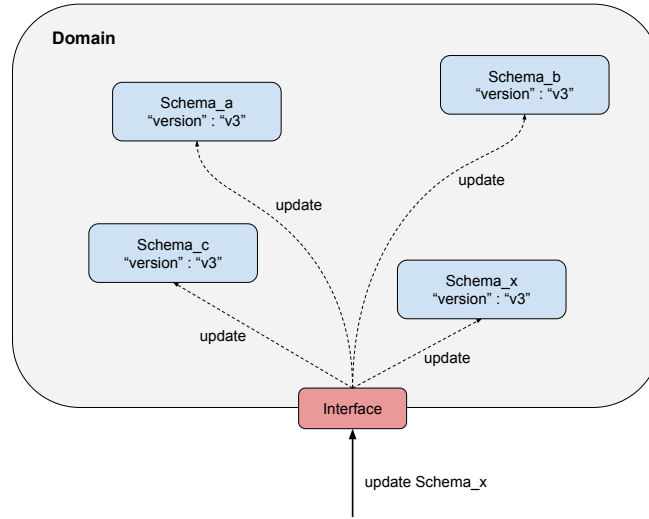 Domain
Schema_a
“version” : “v3”
Schema_b
“version” : “v3”
update
update
Schema_c
“version” : “v3”
Schema_x
“version” : “v3”
update
update
Interface
update Schema_x